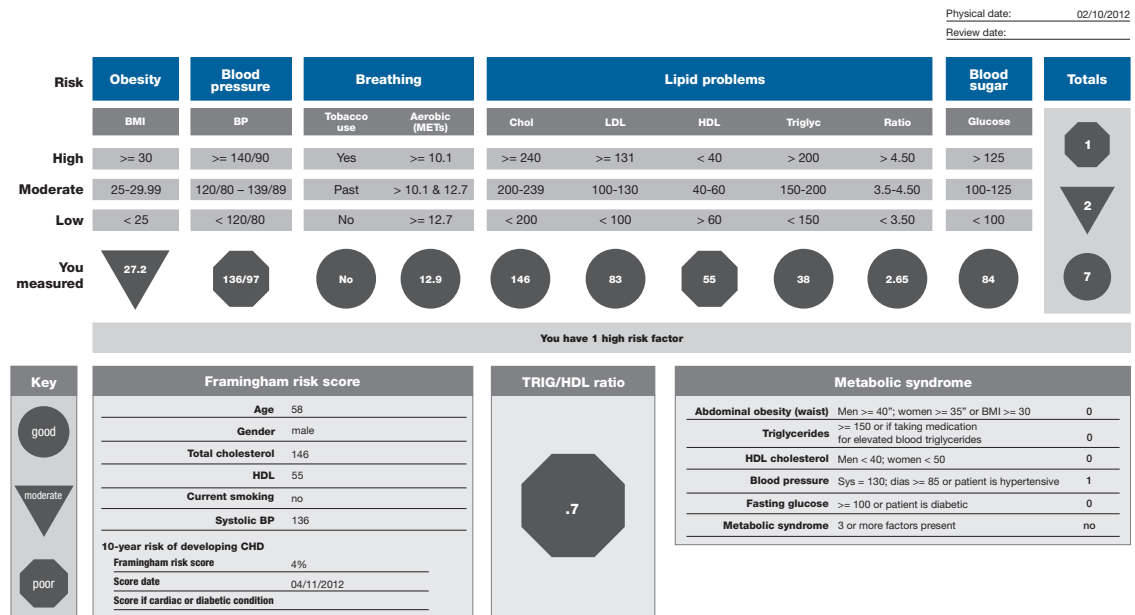 Physical date: 02/10/2012
Review date:
Risk Obesity Blood pressure Breathing Lipid problems Blood sugar Totals
BMI BP Tobacco use Aerobic (METs) Chol LDL HDL Triglyc Ratio Glucose
High >= 30 >= 140/90 Yes >= 10.1 >= 240 >= 131 < 40 > 200 > 4.50 > 125 1
Moderate 25-29.99 120/80 – 139/89 Past > 10.1 & 12.7 200-239 100-130 40-60 150-200 3.5-4.50 100-125 2
Low < 25 < 120/80 No >= 12.7 < 200 < 100 > 60 < 150 < 3.50 < 100
You measured 27.2 136/97 No 12.9 146 83 55 38 2.65 84 7
You have 1 high risk factor
Key
good
moderate
poor
Framingham risk score
Age 58
Gender male
Total cholesterol 146
HDL 55
Current smoking no
Systolic BP 136
10-year risk of developing CHD
Framingham risk score 4%
Score date 04/11/2012
Score if cardiac or diabetic condition
TRIG/HDL ratio
.7
Metabolic syndrome
Abdominal obesity (waist) Men >= 40”; women >= 35” or BMI >= 30 0
Triglycerides >= 150 or if taking medication
for elevated blood triglycerides 0
HDL cholesterol Men < 40; women < 50 0
Blood pressure Sys = 130; dias >= 85 or patient is hypertensive 1
Fasting glucose >= 100 or patient is diabetic 0
Metabolic syndrome 3 or more factors present no